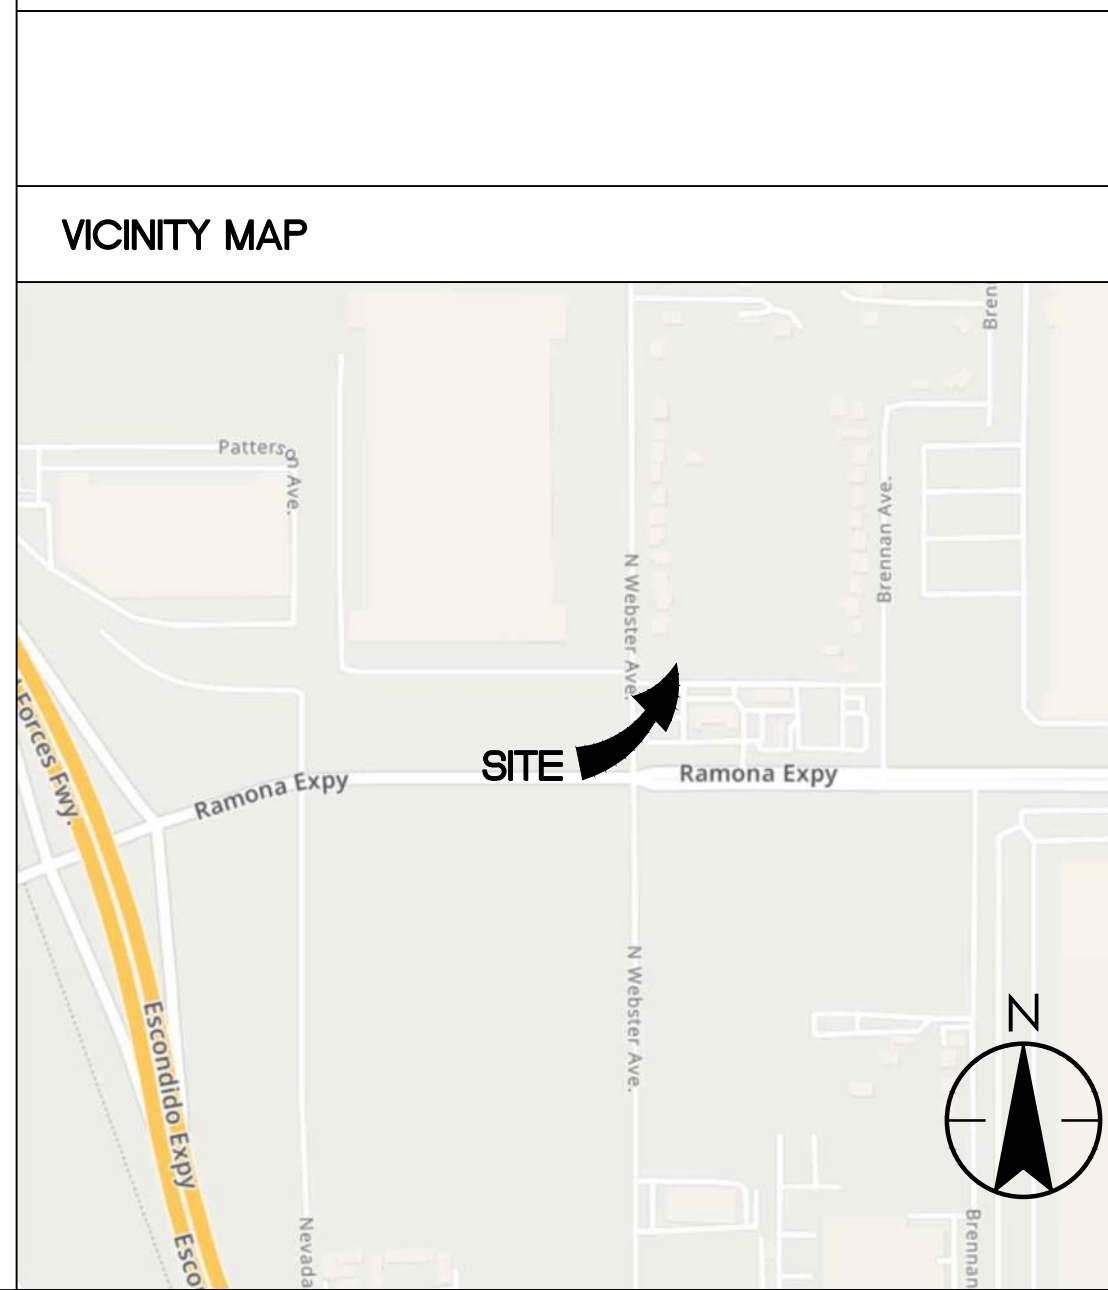 VICINITY MAP
Bren
Patterson Ave.
Brennan Ave.
N Webster Ave.
Forces Fwy.
SITE
Ramona Expy
Ramona Expy
N Webster Ave.
N
Escondido Expy
Nevada
Brennan
Esco